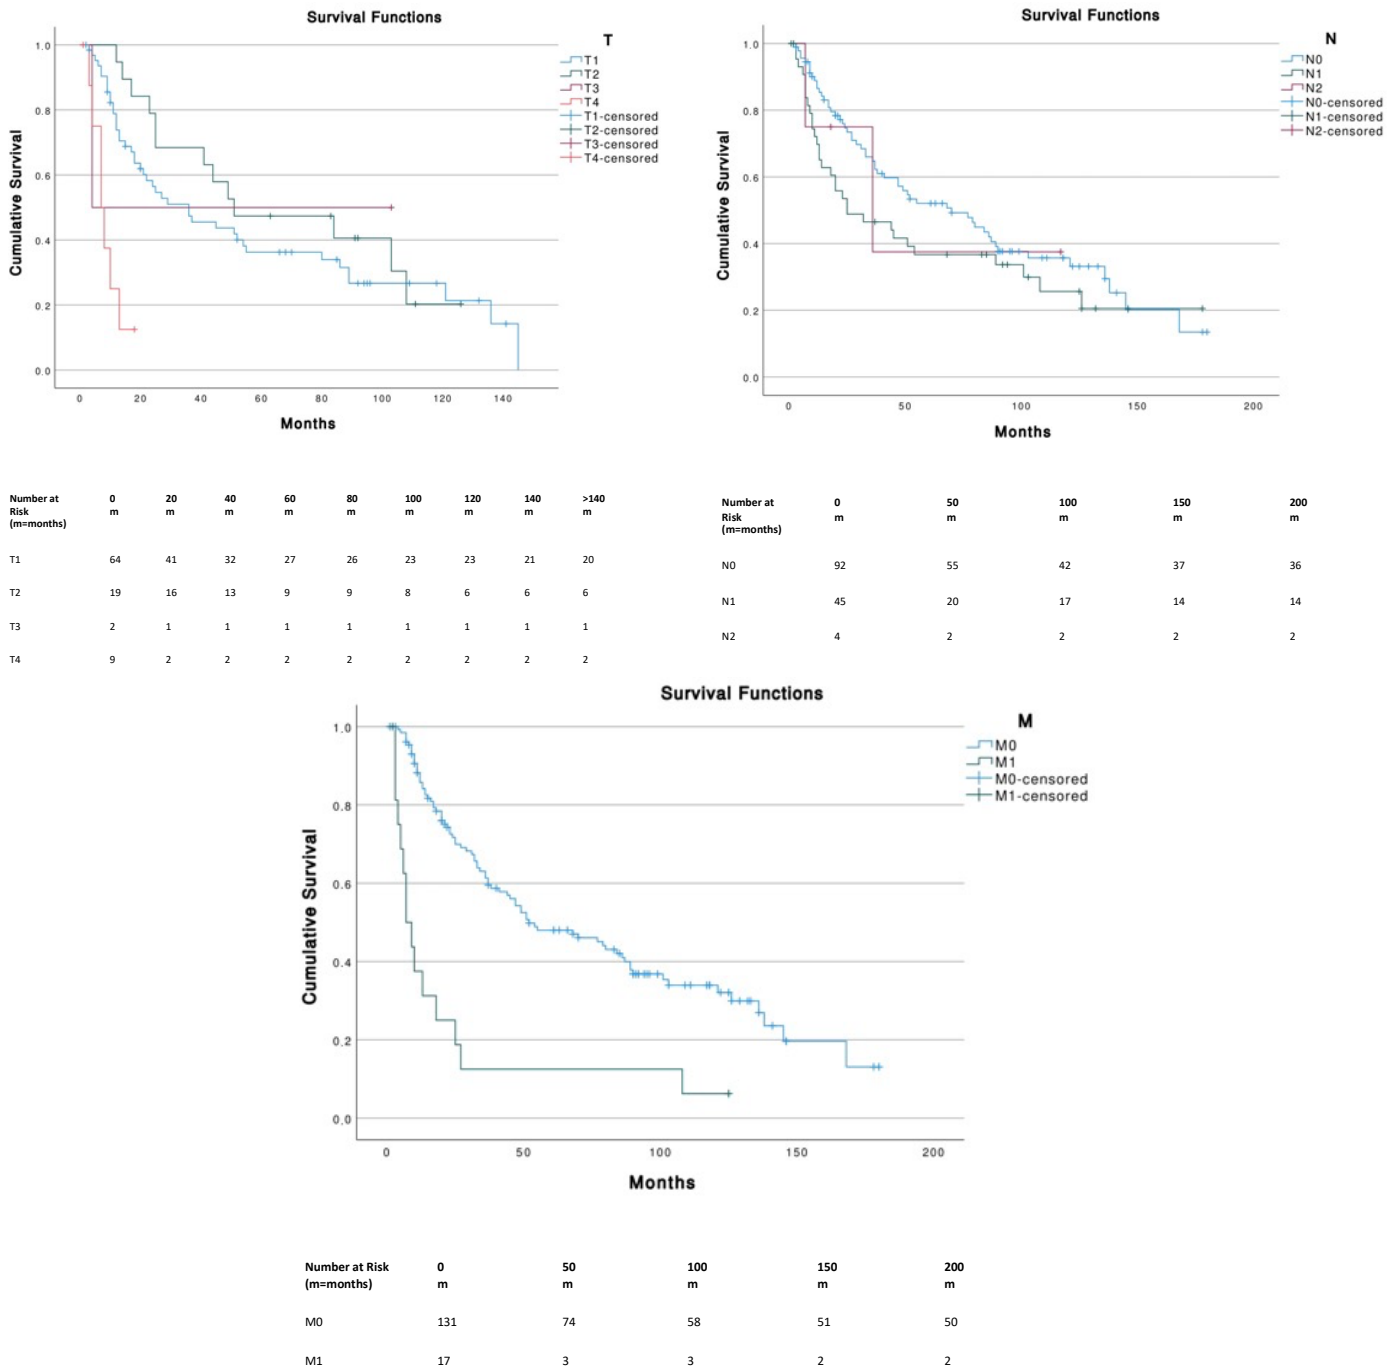 Survival Functions
T
T1
T2
T3
T4
T1-censored
T2-censored
T3-censored
T4-censored
Cumulative Survival
1.0
0.8
0.6
0.4
0.2
0.0
0 20 40 60 80 100 120 140
Months
Survival Functions
N
N0
N1
N2
N0-censored
N1-censored
N2-censored
Cumulative Survival
1.0
0.8
0.6
0.4
0.2
0.0
0 50 100 150 200
Months
Number at 0 20 40 60 80 100 120 140 >140
Risk m m m m m m m m m
(m=months)
T1 64 41 32 27 26 23 23 21 20
T2 19 16 13 9 9 8 6 6 6
T3 2 1 1 1 1 1 1 1 1
T4 9 2 2 2 2 2 2 2 2
Number at 0 50 100 150 200
Risk m m m m m
(m=months)
N0 92 55 42 37 36
N1 45 20 17 14 14
N2 4 2 2 2 2
Survival Functions
M
M0
M1
M0-censored
M1-censored
Cumulative Survival
1.0
0.8
0.6
0.4
0.2
0.0
0 50 100 150 200
Months
Number at Risk 0 50 100 150 200
(m=months) m m m m m
M0 131 74 58 51 50
M1 17 3 3 2 2